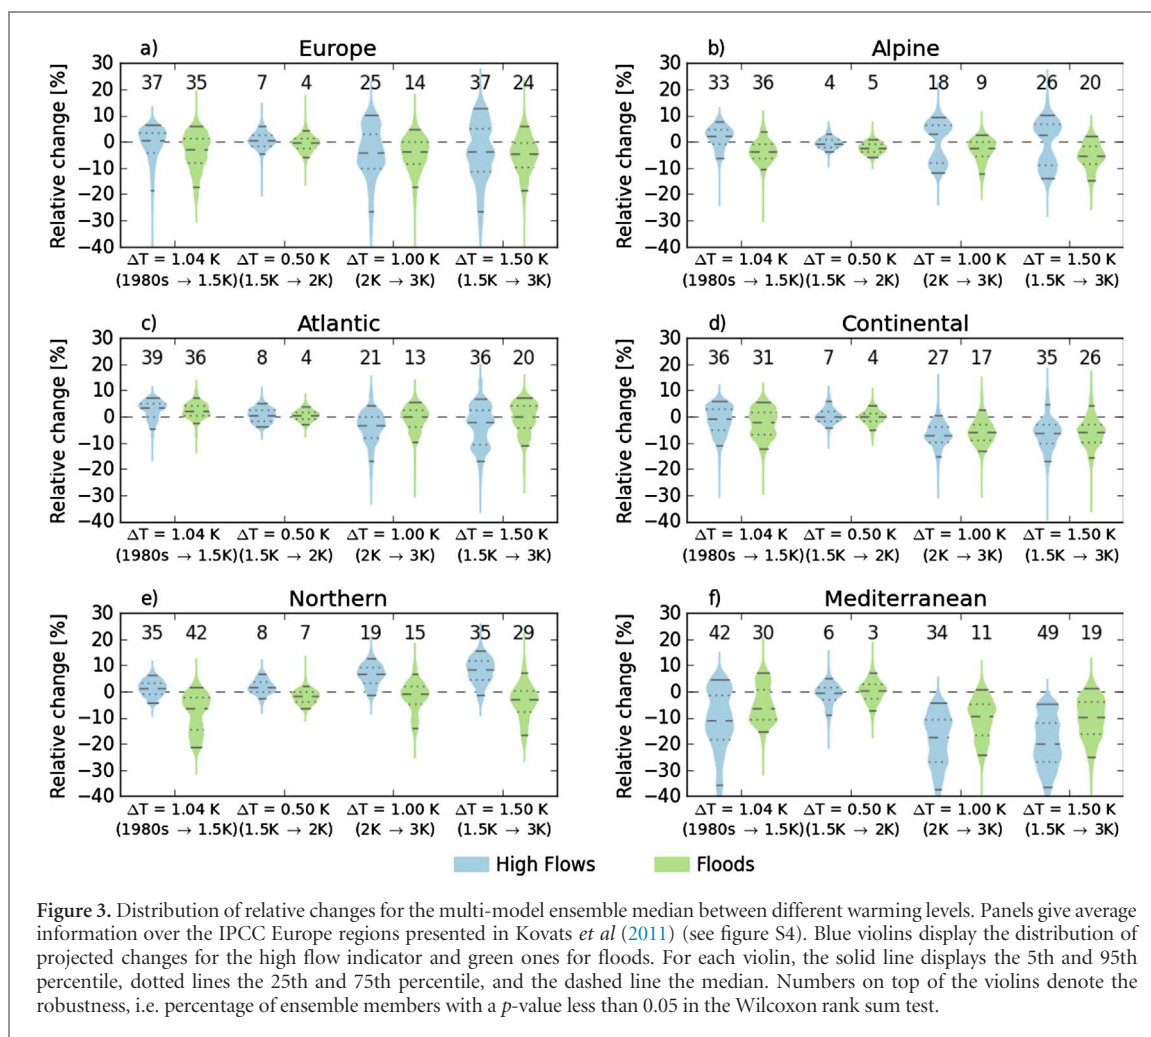 a) Europe
Relative change [%]
30
20
10
0
−10
−20
−30
−40
37 35 7 4 25 14 37 24
ΔT = 1.04 K ΔT = 0.50 K ΔT = 1.00 K ΔT = 1.50 K
(1980s → 1.5K) (1.5K → 2K) (2K → 3K) (1.5K → 3K)
b) Alpine
Relative change [%]
30
20
10
0
−10
−20
−30
−40
33 36 4 5 18 9 26 20
ΔT = 1.04 K ΔT = 0.50 K ΔT = 1.00 K ΔT = 1.50 K
(1980s → 1.5K) (1.5K → 2K) (2K → 3K) (1.5K → 3K)
c) Atlantic
Relative change [%]
30
20
10
0
−10
−20
−30
−40
39 36 8 4 21 13 36 20
ΔT = 1.04 K ΔT = 0.50 K ΔT = 1.00 K ΔT = 1.50 K
(1980s → 1.5K) (1.5K → 2K) (2K → 3K) (1.5K → 3K)
d) Continental
Relative change [%]
30
20
10
0
−10
−20
−30
−40
36 31 7 4 27 17 35 26
ΔT = 1.04 K ΔT = 0.50 K ΔT = 1.00 K ΔT = 1.50 K
(1980s → 1.5K) (1.5K → 2K) (2K → 3K) (1.5K → 3K)
e) Northern
Relative change [%]
30
20
10
0
−10
−20
−30
−40
35 42 8 7 19 15 35 29
ΔT = 1.04 K ΔT = 0.50 K ΔT = 1.00 K ΔT = 1.50 K
(1980s → 1.5K) (1.5K → 2K) (2K → 3K) (1.5K → 3K)
f) Mediterranean
Relative change [%]
30
20
10
0
−10
−20
−30
−40
42 30 6 3 34 11 49 19
ΔT = 1.04 K ΔT = 0.50 K ΔT = 1.00 K ΔT = 1.50 K
(1980s → 1.5K) (1.5K → 2K) (2K → 3K) (1.5K → 3K)
High Flows Floods
Figure 3. Distribution of relative changes for the multi-model ensemble median between different warming levels. Panels give average
information over the IPCC Europe regions presented in Kovats et al (2011) (see figure S4). Blue violins display the distribution of
projected changes for the high flow indicator and green ones for floods. For each violin, the solid line displays the 5th and 95th
percentile, dotted lines the 25th and 75th percentile, and the dashed line the median. Numbers on top of the violins denote the
robustness, i.e. percentage of ensemble members with a p-value less than 0.05 in the Wilcoxon rank sum test.